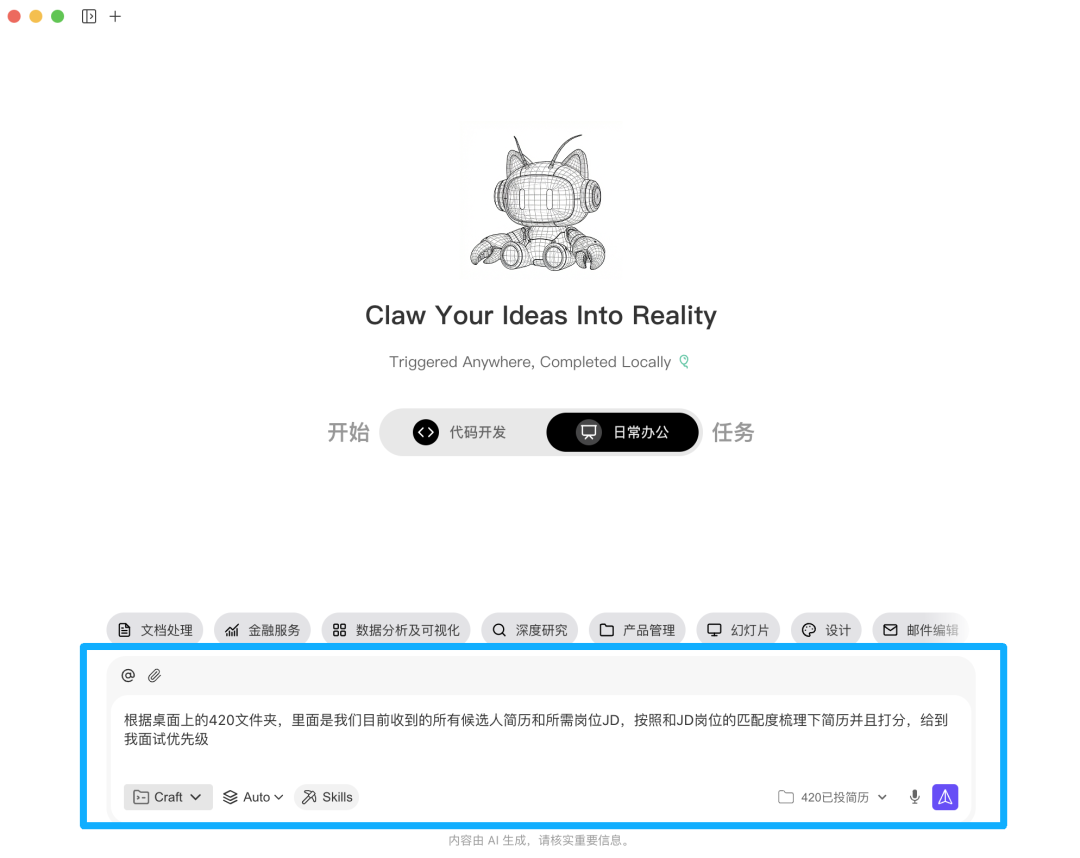 Claw Your Ideas Into Reality
Triggered Anywhere, Completed Locally
开始 代码开发 日常办公 任务
文档处理 金融服务 数据分析及可视化 深度研究 产品管理 幻灯片 设计 邮件编辑
根据桌面上的420文件夹，里面是我们目前收到的所有候选人简历和所需岗位JD，按照和JD岗位的匹配度梳理下简历并且打分，给到
我面试优先级
Craft Auto Skills 420已投简历
内容由 AI 生成，请核实重要信息。